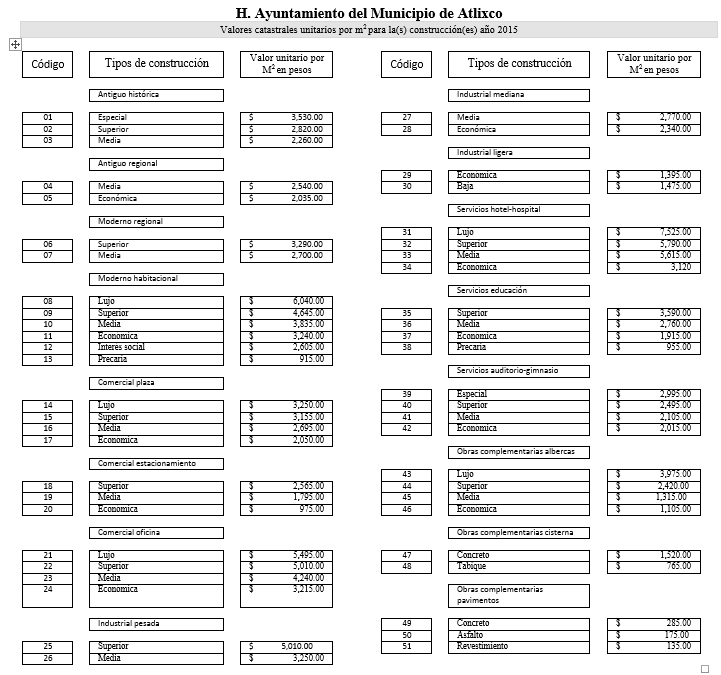 H. Ayuntamiento del Municipio de Atlixco
Valores catastrales unitarios por m² para la(s) construcción(es) año 2015
Código Tipos de construcción Valor unitario por M² en pesos
Antiguo histórica
01 Especial $ 3,530.00
02 Superior $ 2,820.00
03 Media $ 2,260.00
Antiguo regional
04 Media $ 2,540.00
05 Económica $ 2,035.00
Moderno regional
06 Superior $ 3,290.00
07 Media $ 2,700.00
Moderno habitacional
08 Lujo $ 6,040.00
09 Superior $ 4,645.00
10 Media $ 3,835.00
11 Economica $ 3,240.00
12 Interes social $ 2,605.00
13 Precaria $ 915.00
Comercial plaza
14 Lujo $ 3,250.00
15 Superior $ 3,155.00
16 Media $ 2,695.00
17 Economica $ 2,050.00
Comercial estacionamiento
18 Superior $ 2,565.00
19 Media $ 1,795.00
20 Economica $ 975.00
Comercial oficina
21 Lujo $ 5,495.00
22 Superior $ 5,010.00
23 Media $ 4,240.00
24 Economica $ 3,215.00
Industrial pesada
25 Superior $ 5,010.00
26 Media $ 3,250.00
Código Tipos de construcción Valor unitario por M² en pesos
Industrial mediana
27 Media $ 2,770.00
28 Económica $ 2,340.00
Industrial ligera
29 Economica $ 1,395.00
30 Baja $ 1,475.00
Servicios hotel-hospital
31 Lujo $ 7,525.00
32 Superior $ 5,790.00
33 Media $ 5,615.00
34 Economica $ 3,120
Servicios educación
35 Superior $ 3,590.00
36 Media $ 2,760.00
37 Economica $ 1,915.00
38 Precaria $ 955.00
Servicios auditorio-gimnasio
39 Especial $ 2,995.00
40 Superior $ 2,495.00
41 Media $ 2,105.00
42 Economica $ 2,015.00
Obras complementarias albercas
43 Lujo $ 3,975.00
44 Superior $ 2,420.00
45 Media $ 1,315.00
46 Economica $ 1,105.00
Obras complementarias cisterna
47 Concreto $ 1,520.00
48 Tabique $ 765.00
Obras complementarias
pavimentos
49 Concreto $ 285.00
50 Asfalto $ 175.00
51 Revestimiento $ 135.00